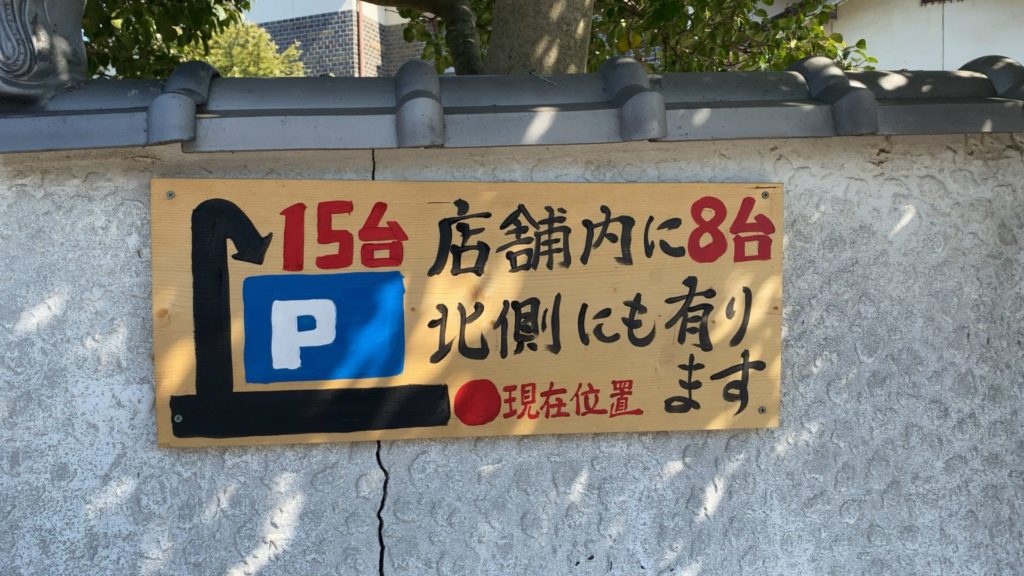 15台
P
店舗内に8台
北側にも有り
ます
現在位置